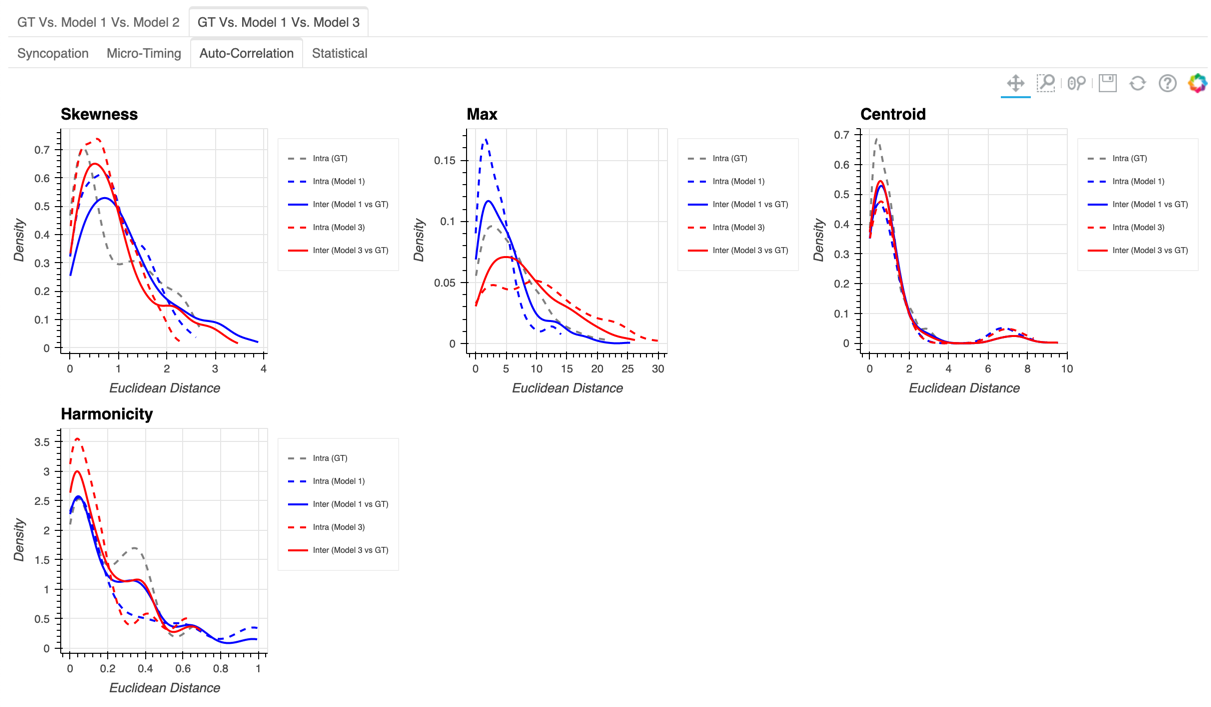 GT Vs. Model 1 Vs. Model 2
GT Vs. Model 1 Vs. Model 3
Syncopation
Micro-Timing
Auto-Correlation
Statistical
Skewness
Density
0.7
0.6
0.5
0.4
0.3
0.2
0.1
0
0
1
2
3
4
Euclidean Distance
Intra (GT)
Intra (Model 1)
Inter (Model 1 vs GT)
Intra (Model 3)
Inter (Model 3 vs GT)
Max
Density
0.15
0.1
0.05
0
0
5
10
15
20
25
30
Euclidean Distance
Intra (GT)
Intra (Model 1)
Inter (Model 1 vs GT)
Intra (Model 3)
Inter (Model 3 vs GT)
Centroid
Density
0.7
0.6
0.5
0.4
0.3
0.2
0.1
0
0
2
4
6
8
10
Euclidean Distance
Intra (GT)
Intra (Model 1)
Inter (Model 1 vs GT)
Intra (Model 3)
Inter (Model 3 vs GT)
Harmonicity
Density
3.5
3
2.5
2
1.5
1
0.5
0
0
0.2
0.4
0.6
0.8
1
Euclidean Distance
Intra (GT)
Intra (Model 1)
Inter (Model 1 vs GT)
Intra (Model 3)
Inter (Model 3 vs GT)